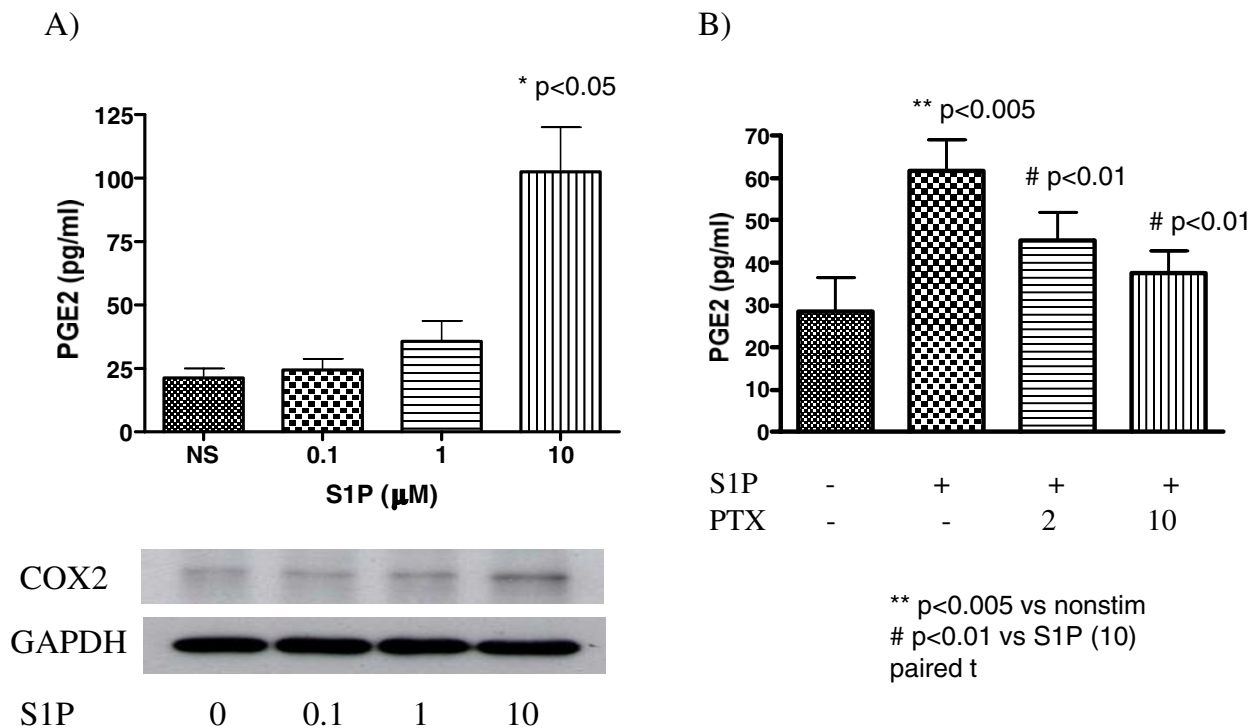 A)
* p<0.05
125
100
75
50
25
0
PGE2 (pg/ml)
NS 0.1 1 10
S1P (μM)
COX2
GAPDH
S1P 0 0.1 1 10
B)
** p<0.005
# p<0.01
# p<0.01
70
60
50
40
30
20
10
0
PGE2 (pg/ml)
S1P - + + +
PTX - - 2 10
** p<0.005 vs nonstim
# p<0.01 vs S1P (10)
paired t